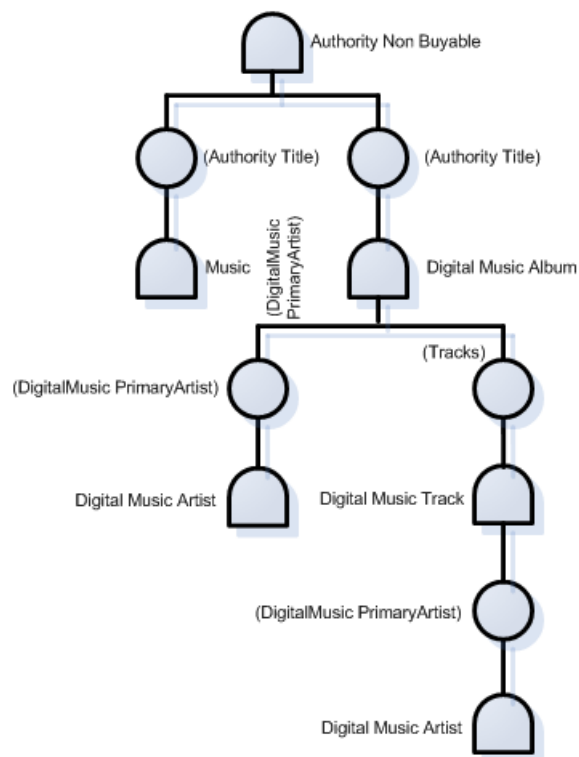 Authority Non Buyable
(Authority Title)
(Authority Title)
Music
(DigitalMusic
PrimaryArtist)
Digital Music Album
(Tracks)
(DigitalMusic PrimaryArtist)
Digital Music Artist
Digital Music Track
(DigitalMusic PrimaryArtist)
Digital Music Artist